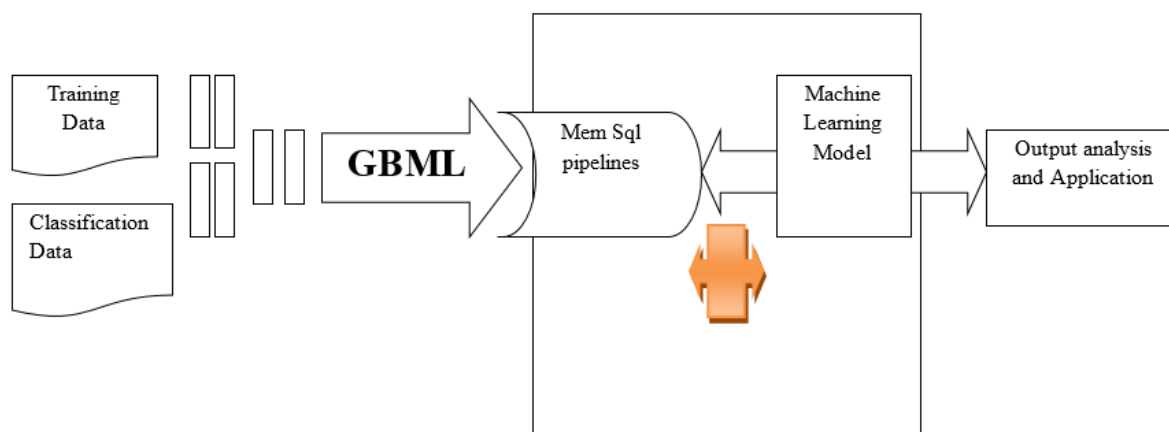 Training
Data
Classification
Data
GBML
Mem Sql
pipelines
Machine
Learning
Model
Output analysis
and Application